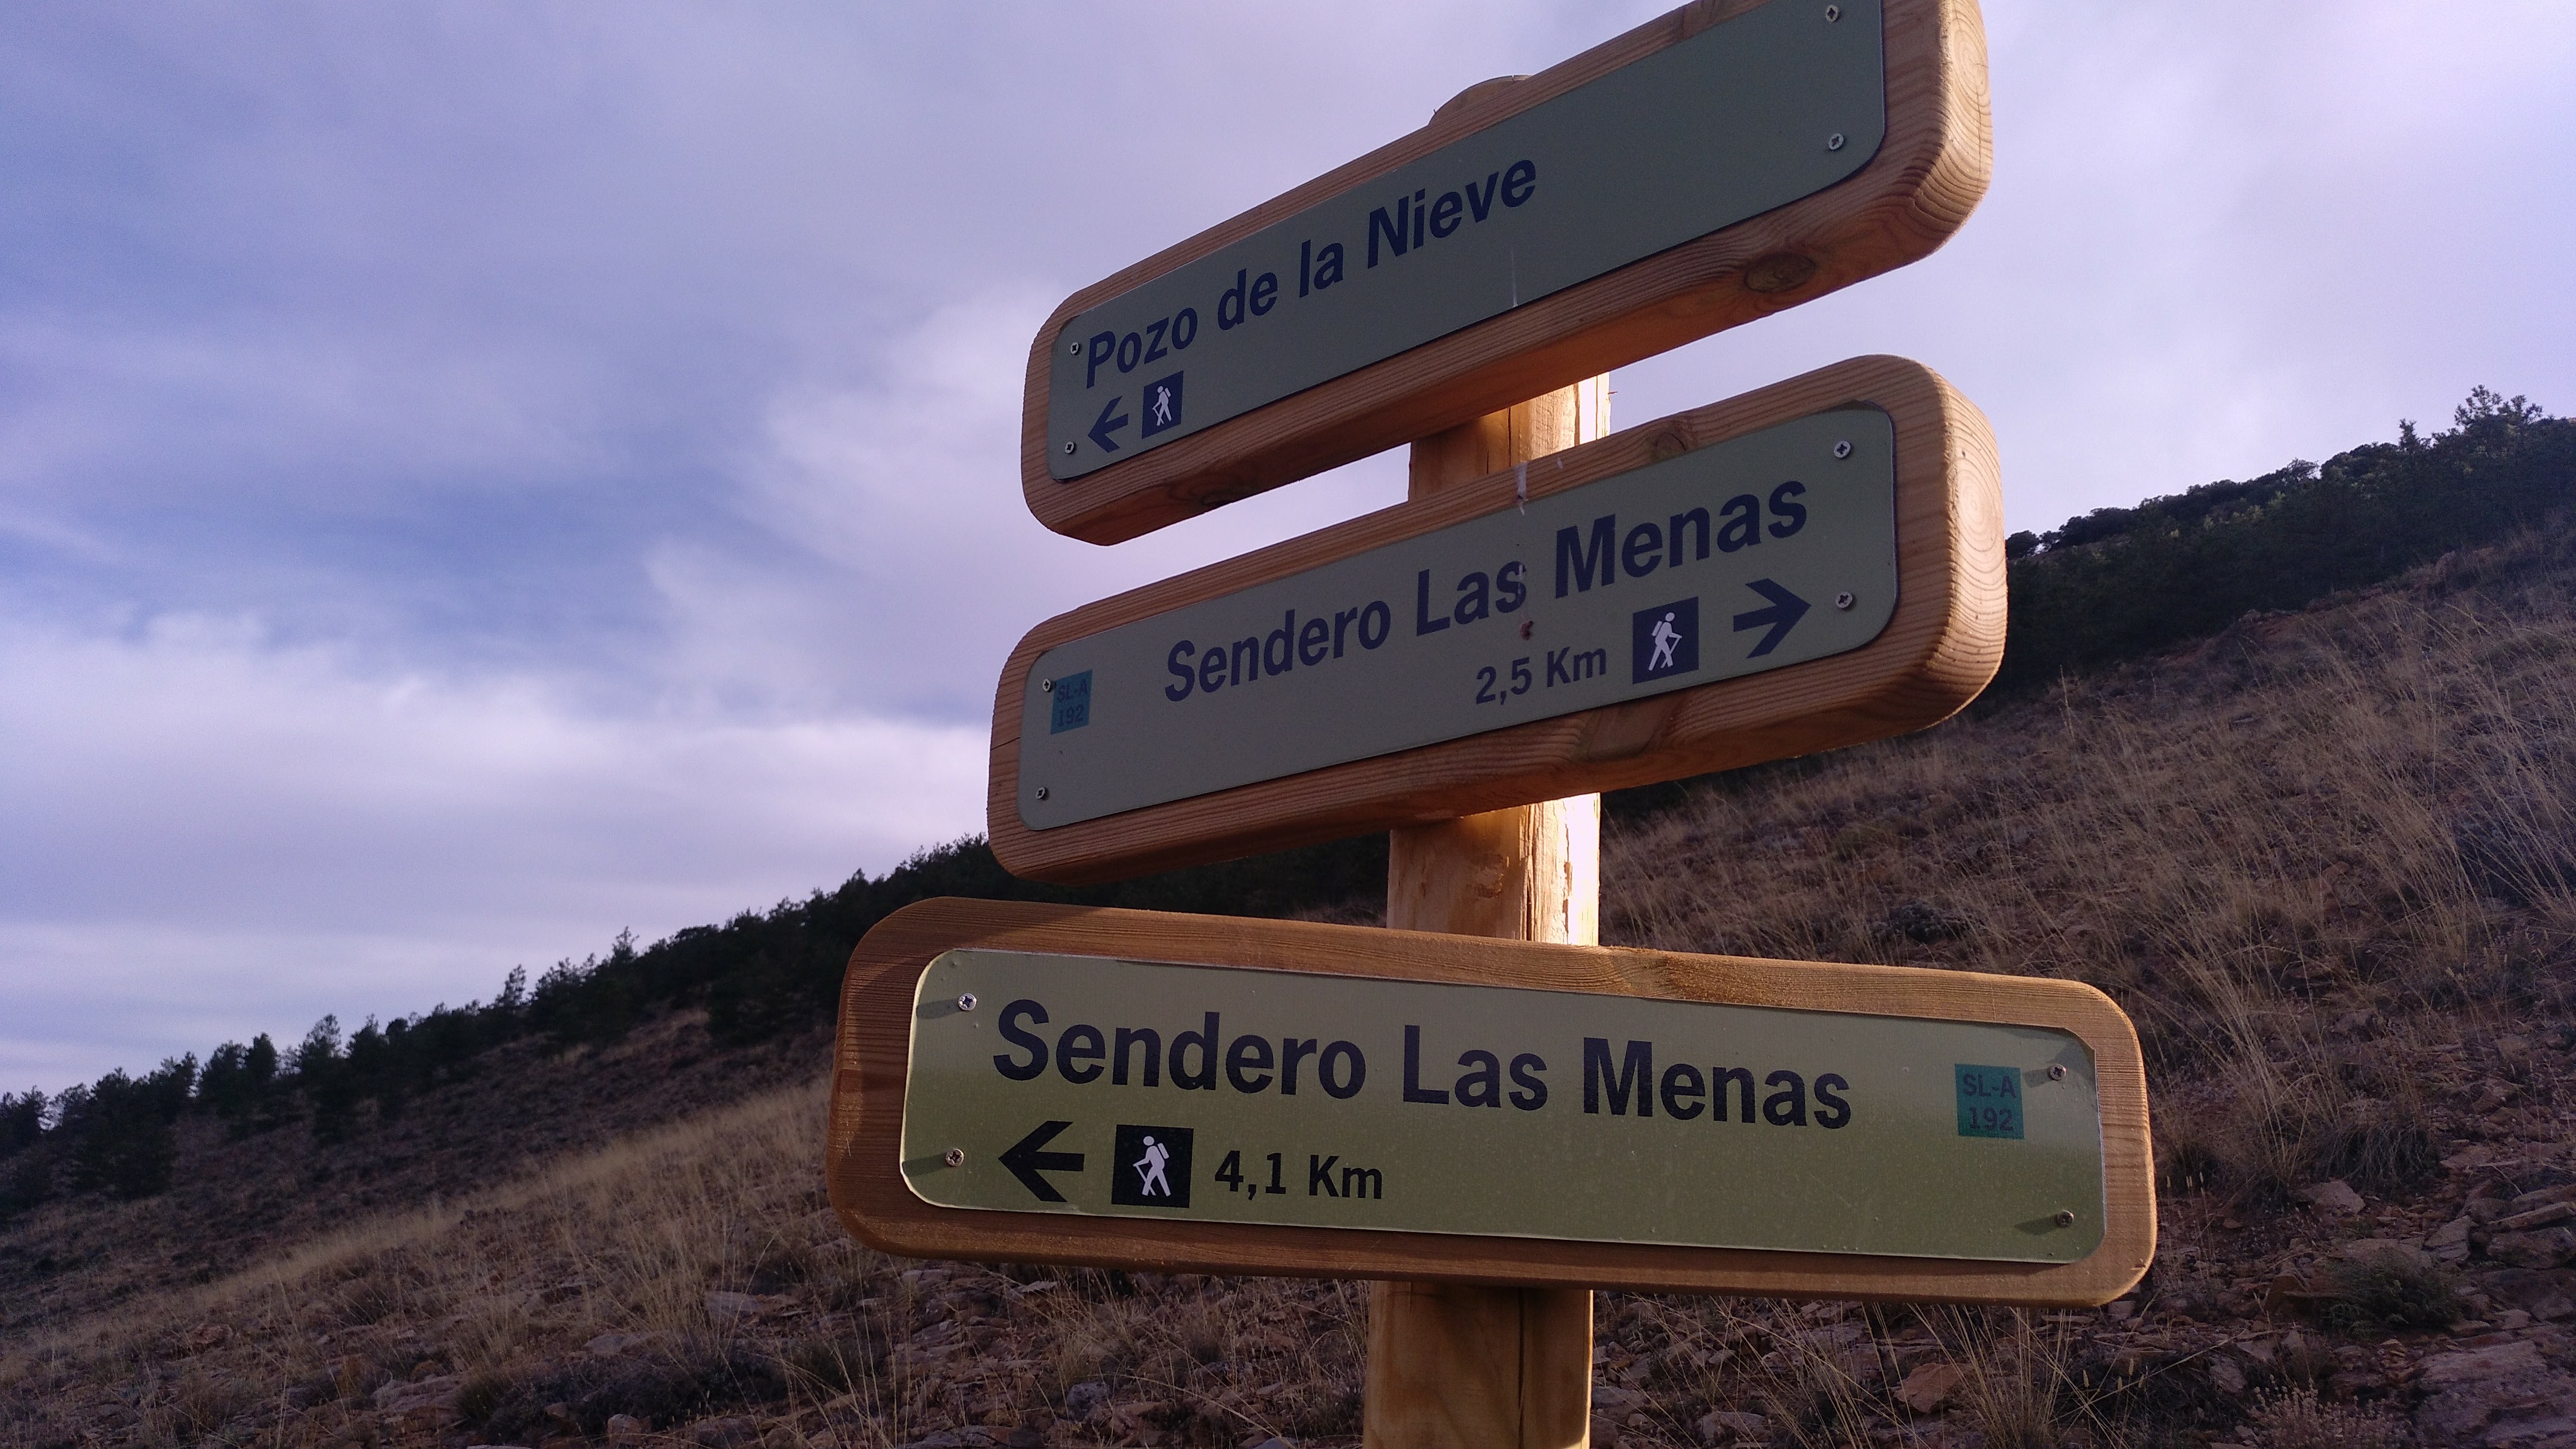 Pozo de la Nieve
Sendero Las Menas
SL-A
192
2,5 Km
Sendero Las Menas
SL-A
192
4,1 Km